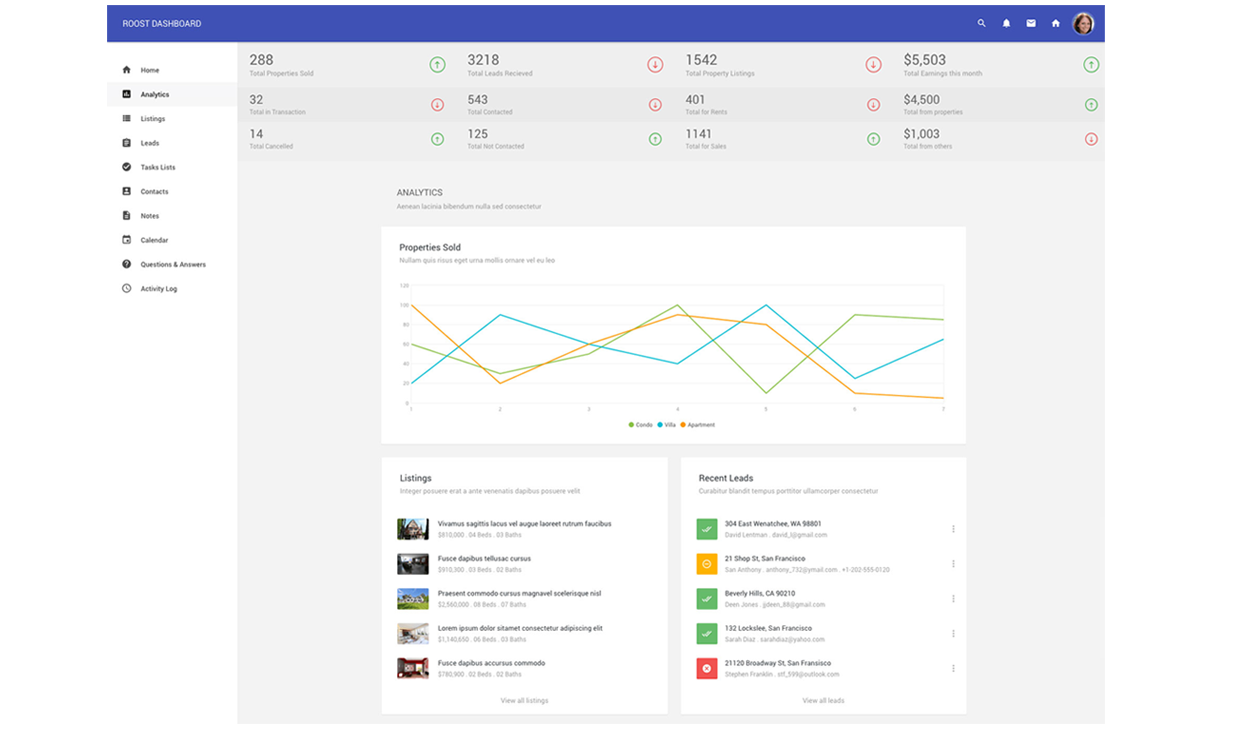 ROOST DASHBOARD
Home
Analytics
Listings
Leads
Tasks Lists
Contacts
Notes
Calendar
Questions & Answers
Activity Log
288 3218 1542 $5,503
Total Properties Sold Total Leads Recieved Total Property Listings Total Earnings this month
32 543 401 $4,500
Total in Transaction Total Contacted Total for Rents Total from properties
14 125 1141 $1,003
Total Cancelled Total Not Contacted Total for Sales Total from others
ANALYTICS
Aenean lacinia bibendum nulla sed consectetur
Properties Sold
Nullam quis risus eget urna mollis ornare vel eu leo
120
100
80
60
40
20
0
1 2 3 4 5 6 7
Condo Villa Apartment
Listings
Integer posuere erat a ante venenatis dapibus posuere velit
Vivamus sagittis lacus vel augue laoreet rutrum faucibus
$810,000 . 04 Beds . 03 Baths
Fusce dapibus tellusac cursus
$910,300 . 03 Beds . 02 Baths
Praesent commodo cursus magnavel scelerisque nisl
$2,560,000 . 08 Beds . 07 Baths
Lorem ipsum dolor sitamet consectetur adipiscing elit
$1,140,650 . 06 Beds . 03 Baths
Fusce dapibus accursus commodo
$780,900 . 02 Beds . 02 Baths
View all listings
Recent Leads
Curabitur blandit tempus porttitor ullamcorper consectetur
304 East Wenatchee, WA 98801
David Lentman . david_l@gmail.com
21 Shop St, San Francisco
San Anthony . anthony_732@ymail.com . +1-202-555-0120
Beverly Hills, CA 90210
Deen Jones . jjdeen_88@gmail.com
132 Lockslee, San Francisco
Sarah Diaz . sarahdiaz@yahoo.com
21120 Broadway St, San Fransisco
Stephen Franklin . stf_599@outlook.com
View all leads